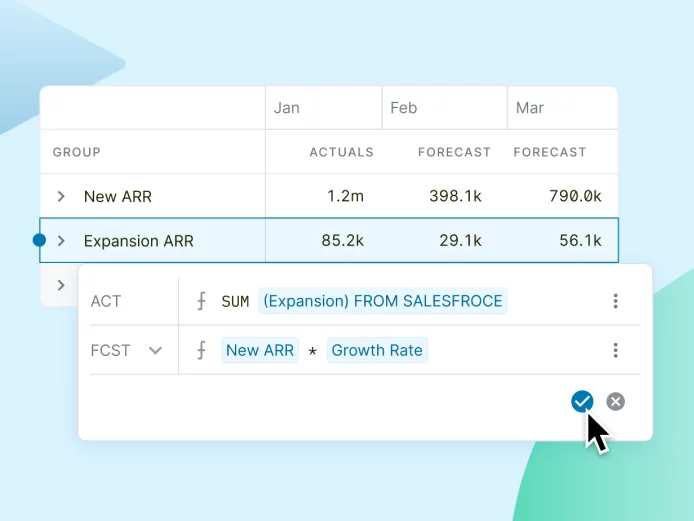 Jan Feb Mar
GROUP ACTUALS FORECAST FORECAST
New ARR 1.2m 398.1k 790.0k
Expansion ARR 85.2k 29.1k 56.1k
ACT SUM (Expansion) FROM SALESFROCE
FCST New ARR * Growth Rate